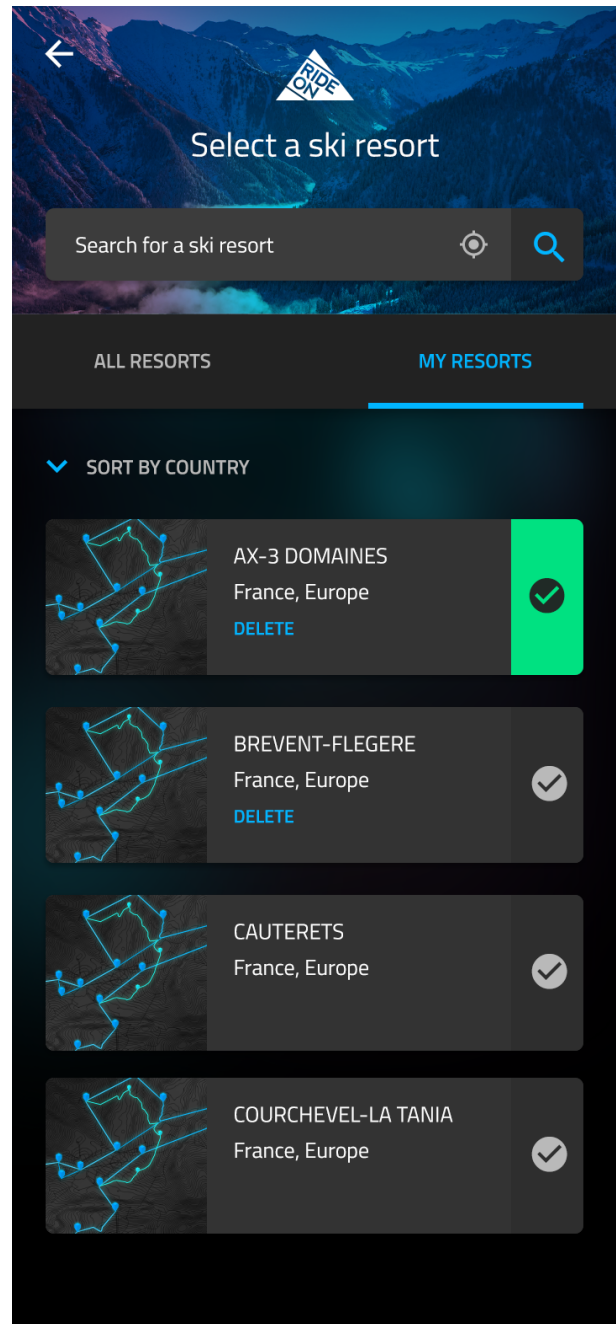 RIDE
ON
Select a ski resort
Search for a ski resort
ALL RESORTS
MY RESORTS
SORT BY COUNTRY
AX-3 DOMAINES
France, Europe
DELETE
BREVENT-FLEGERE
France, Europe
DELETE
CAUTERETS
France, Europe
COURCHEVEL-LA TANIA
France, Europe